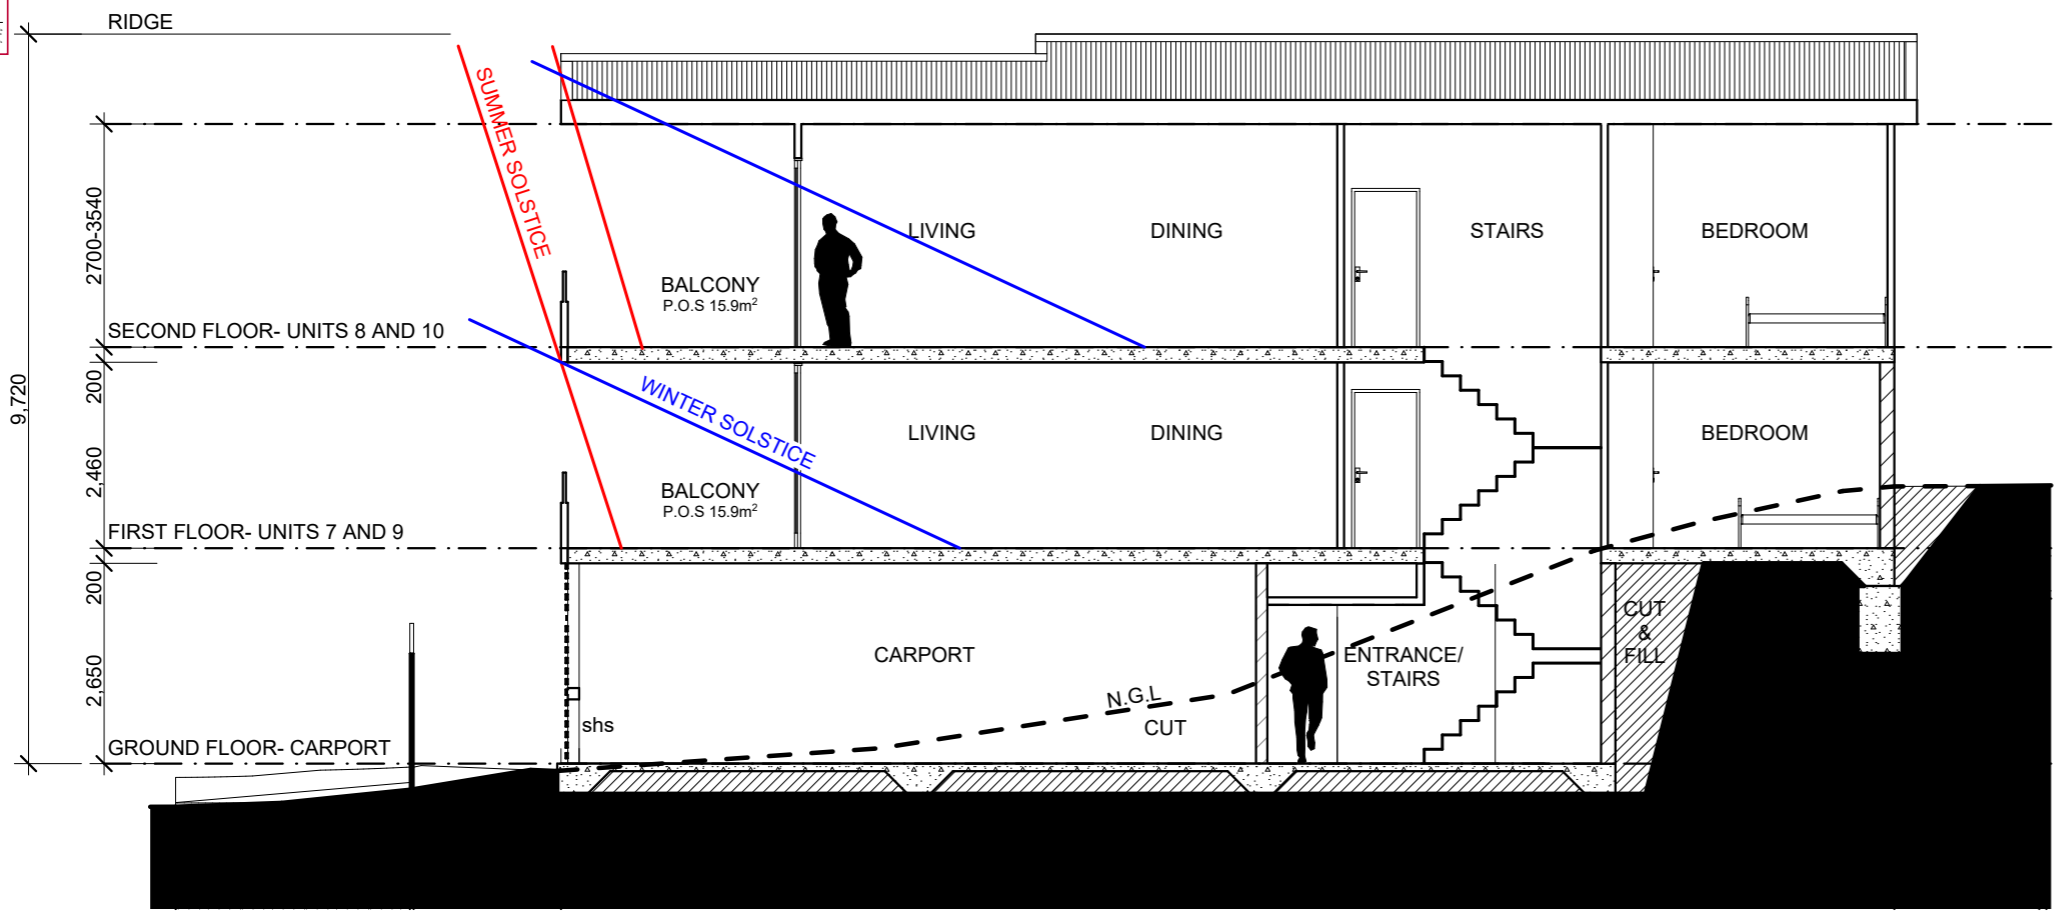 RIDGE
SUMMER SOLSTICE
2700-3540
LIVING
DINING
STAIRS
BEDROOM
BALCONY
P.O.S 15.9m²
SECOND FLOOR- UNITS 8 AND 10
200
9,720
WINTER SOLSTICE
LIVING
DINING
BEDROOM
2,460
BALCONY
P.O.S 15.9m²
FIRST FLOOR- UNITS 7 AND 9
200
CUT
&
FILL
2,650
CARPORT
ENTRANCE/
STAIRS
N.G.L
shs
CUT
GROUND FLOOR- CARPORT